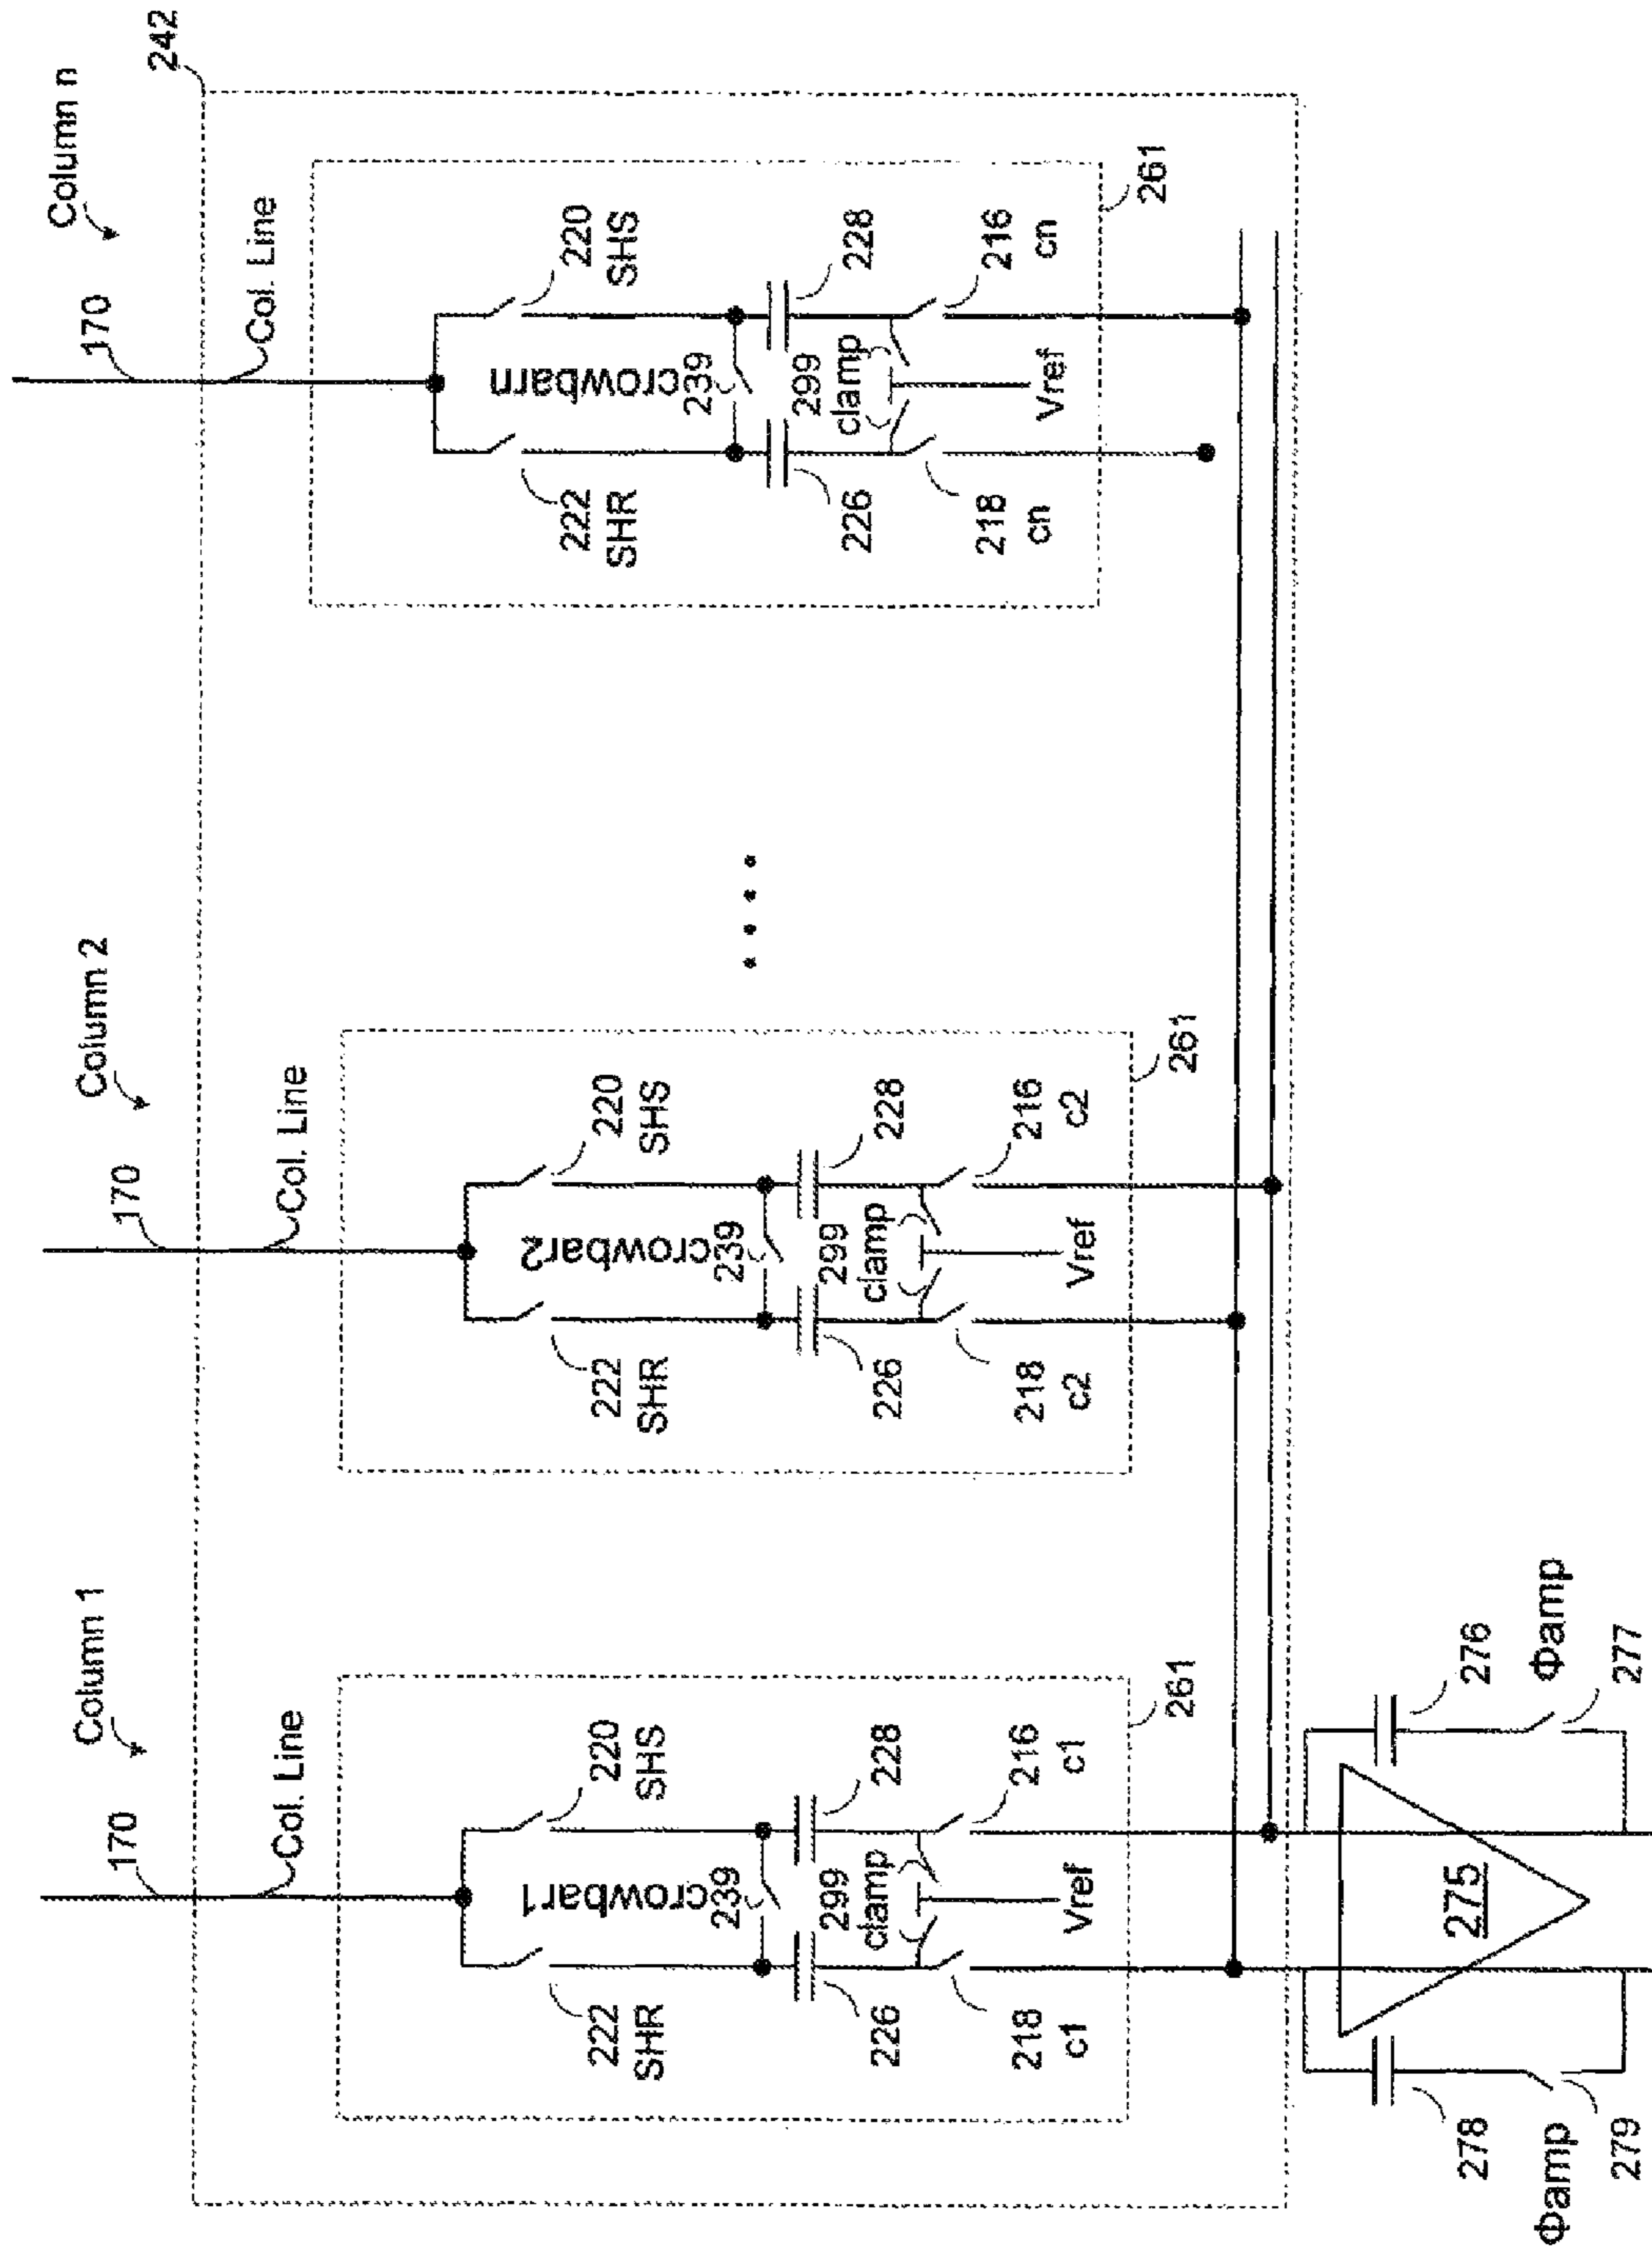 242
Column 1
170
Col. Line
222
SHR
220
SHS
crowbar1
239
226
228
299
clamp
218
c1
216
c1
Vref
261
Column 2
170
Col. Line
222
SHR
220
SHS
crowbar2
239
226
228
299
clamp
218
c2
216
c2
Vref
261
Column n
170
Col. Line
222
SHR
220
SHS
crowbarn
239
226
228
299
clamp
218
cn
216
cn
Vref
261
278
Φamp
279
275
276
Φamp
277